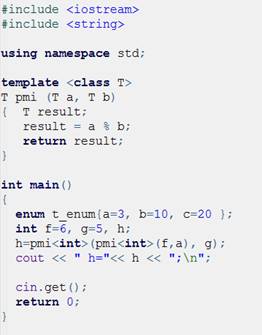 #include <iostream>
#include <string>
using namespace std;
template <class T>
T pmi (T a, T b)
{  T result;
   result = a % b;
   return result;
}
int main()
{
  enum t_enum{a=3, b=10, c=20 };
  int f=6, g=5, h;
  h=pmi<int>(pmi<int>(f,a), g);
  cout << " h="<< h << ";\n";
  cin.get();
  return 0;
}